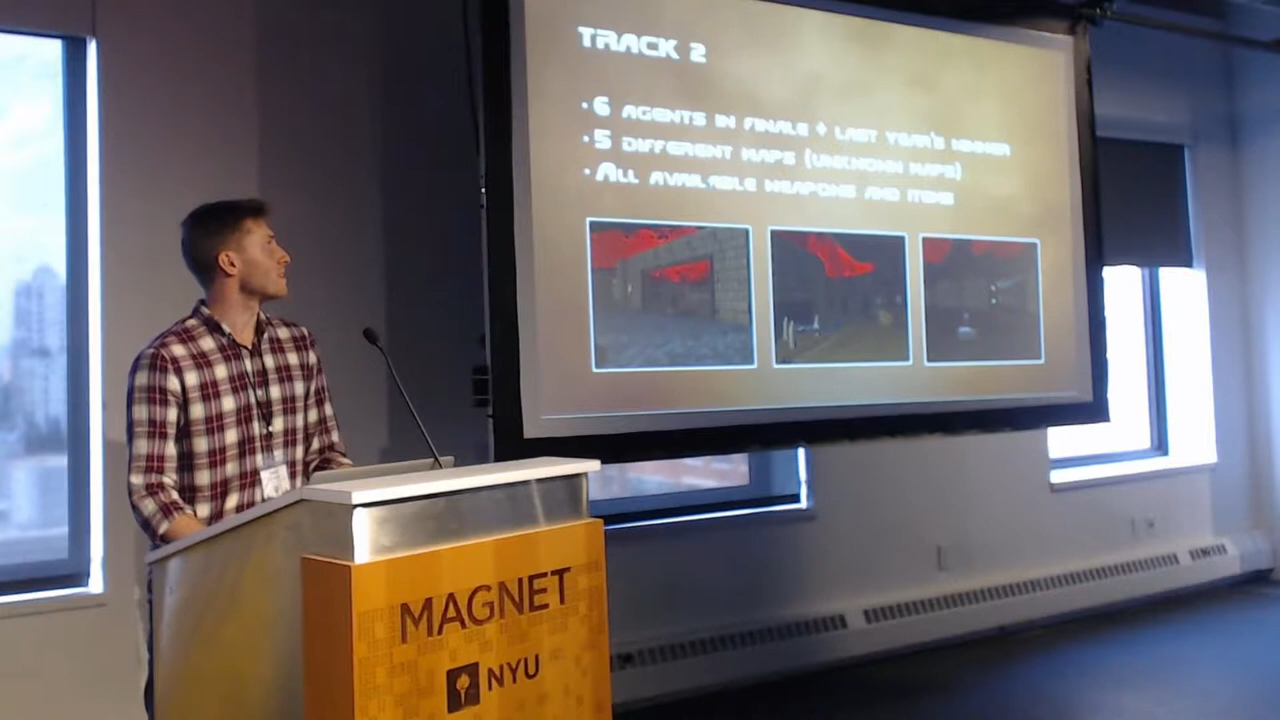 TRACK 2
• 6 AGENTS IN FINALE + LAST YEAR'S WINNER
• 5 DIFFERENT MAPS (UNKNOWN MAPS)
• ALL AVAILABLE WEAPONS AND ITEMS
MAGNET
NYU